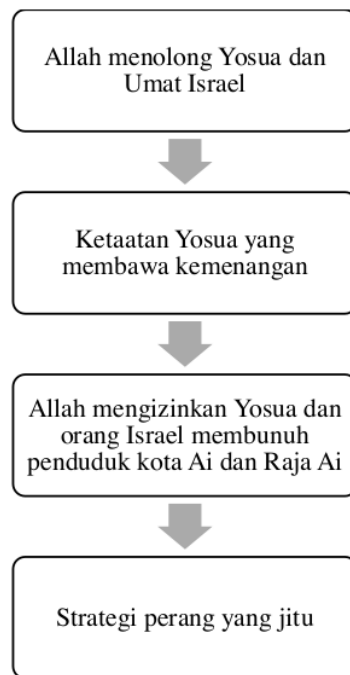 Allah menolong Yosua dan
Umat Israel
Ketaatan Yosua yang
membawa kemenangan
Allah mengizinkan Yosua dan
orang Israel membunuh
penduduk kota Ai dan Raja Ai
Strategi perang yang jitu